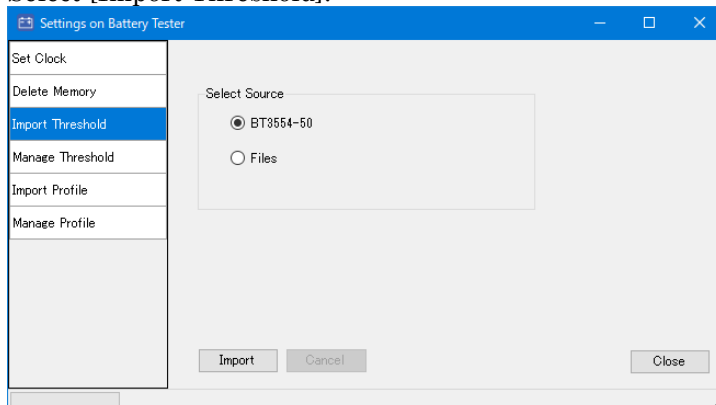 Select [Import Threshold].
Settings on Battery Tester
Set Clock
Delete Memory
Import Threshold
Manage Threshold
Import Profile
Manage Profile
Select Source
BT3554-50
Files
Import
Cancel
Close